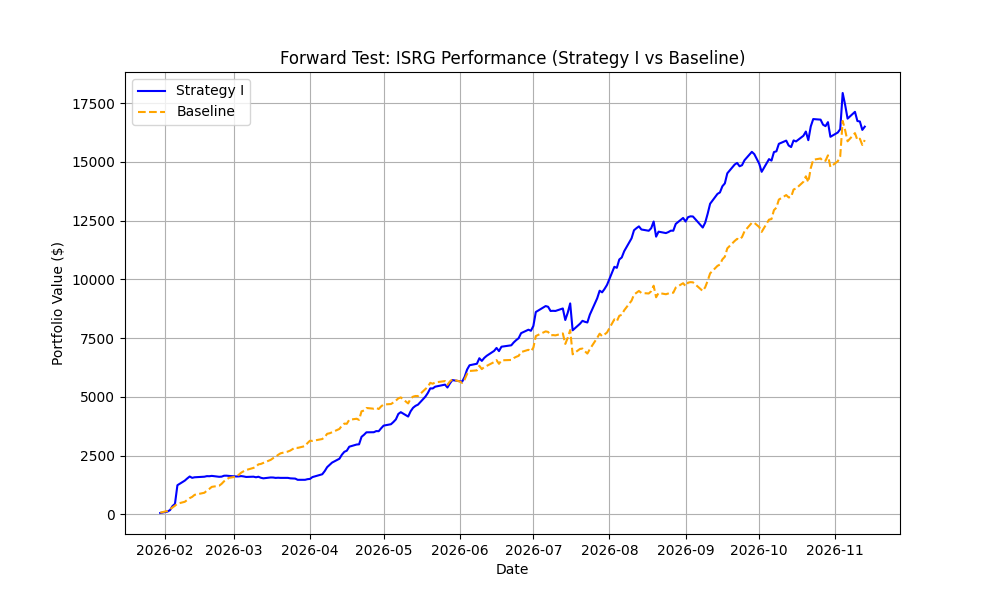 Forward Test: ISRG Performance (Strategy I vs Baseline)
Strategy I
Baseline
Portfolio Value ($)
17500
15000
12500
10000
7500
5000
2500
0
2026-02 2026-03 2026-04 2026-05 2026-06 2026-07 2026-08 2026-09 2026-10 2026-11
Date